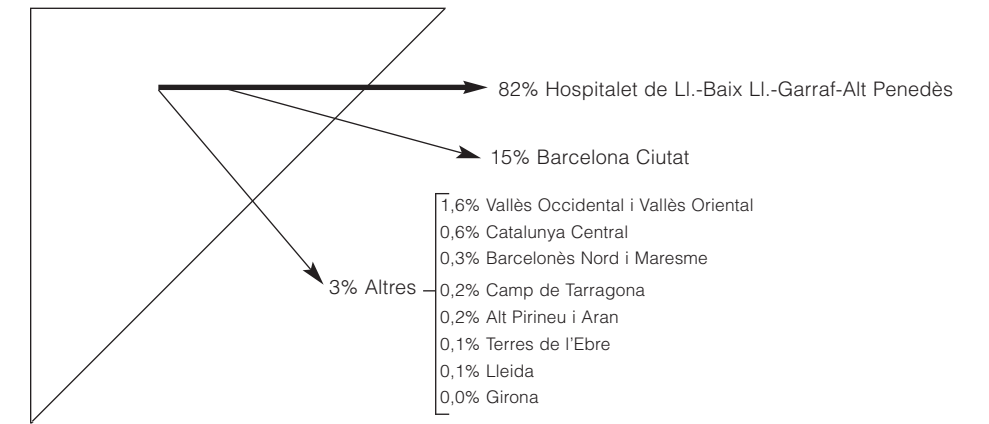 82% Hospitalet de Ll.-Baix Ll.-Garraf-Alt Penedès
15% Barcelona Ciutat
3% Altres
1,6% Vallès Occidental i Vallès Oriental
0,6% Catalunya Central
0,3% Barcelonès Nord i Maresme
0,2% Camp de Tarragona
0,2% Alt Pirineu i Aran
0,1% Terres de l’Ebre
0,1% Lleida
0,0% Girona